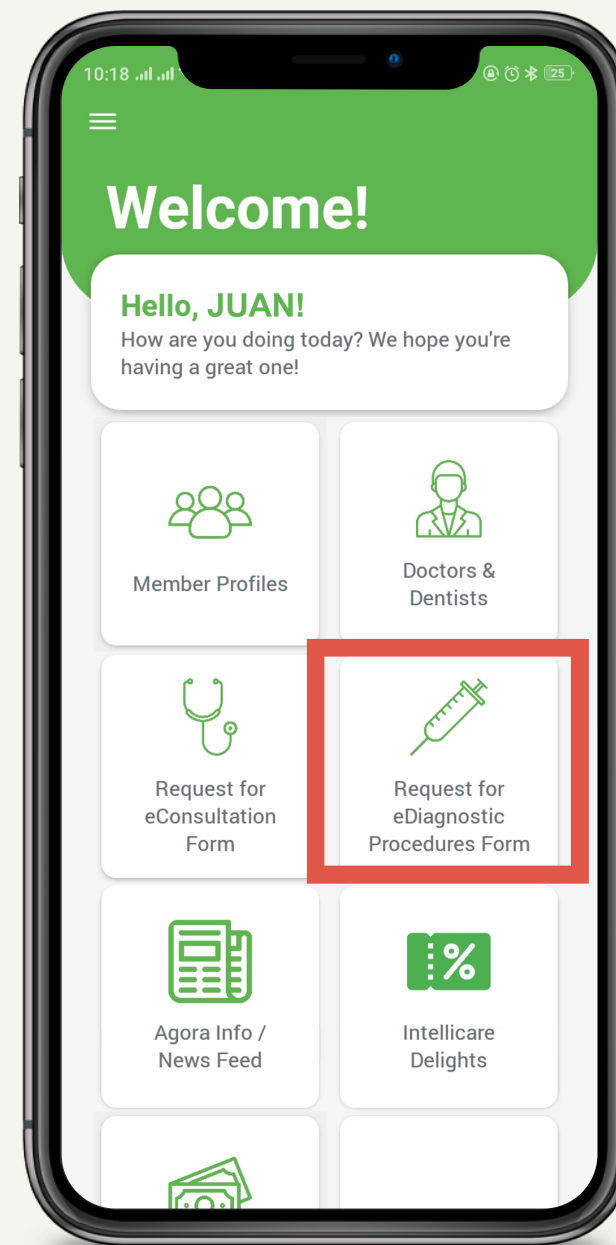 10:18
25
Welcome!
Hello, JUAN!
How are you doing today? We hope you're
having a great one!
Member Profiles
Doctors &
Dentists
Request for
eConsultation
Form
Request for
eDiagnostic
Procedures Form
Agora Info /
News Feed
Intellicare
Delights